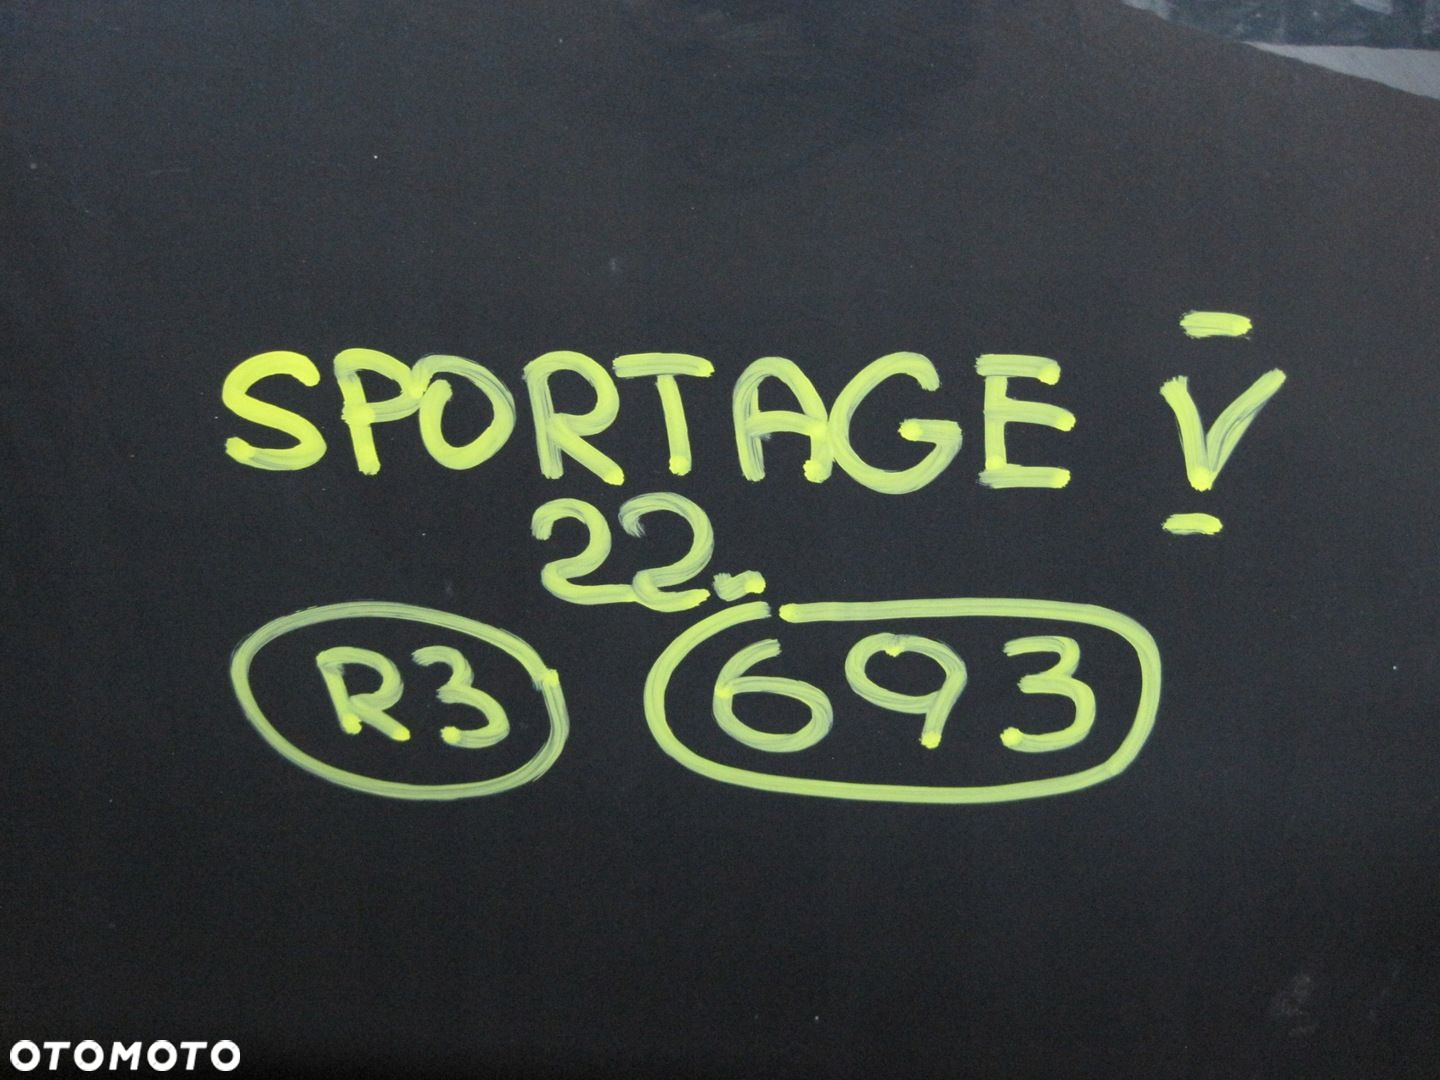 SPORTAGE V
22.-
R3 693
OTOMOTO